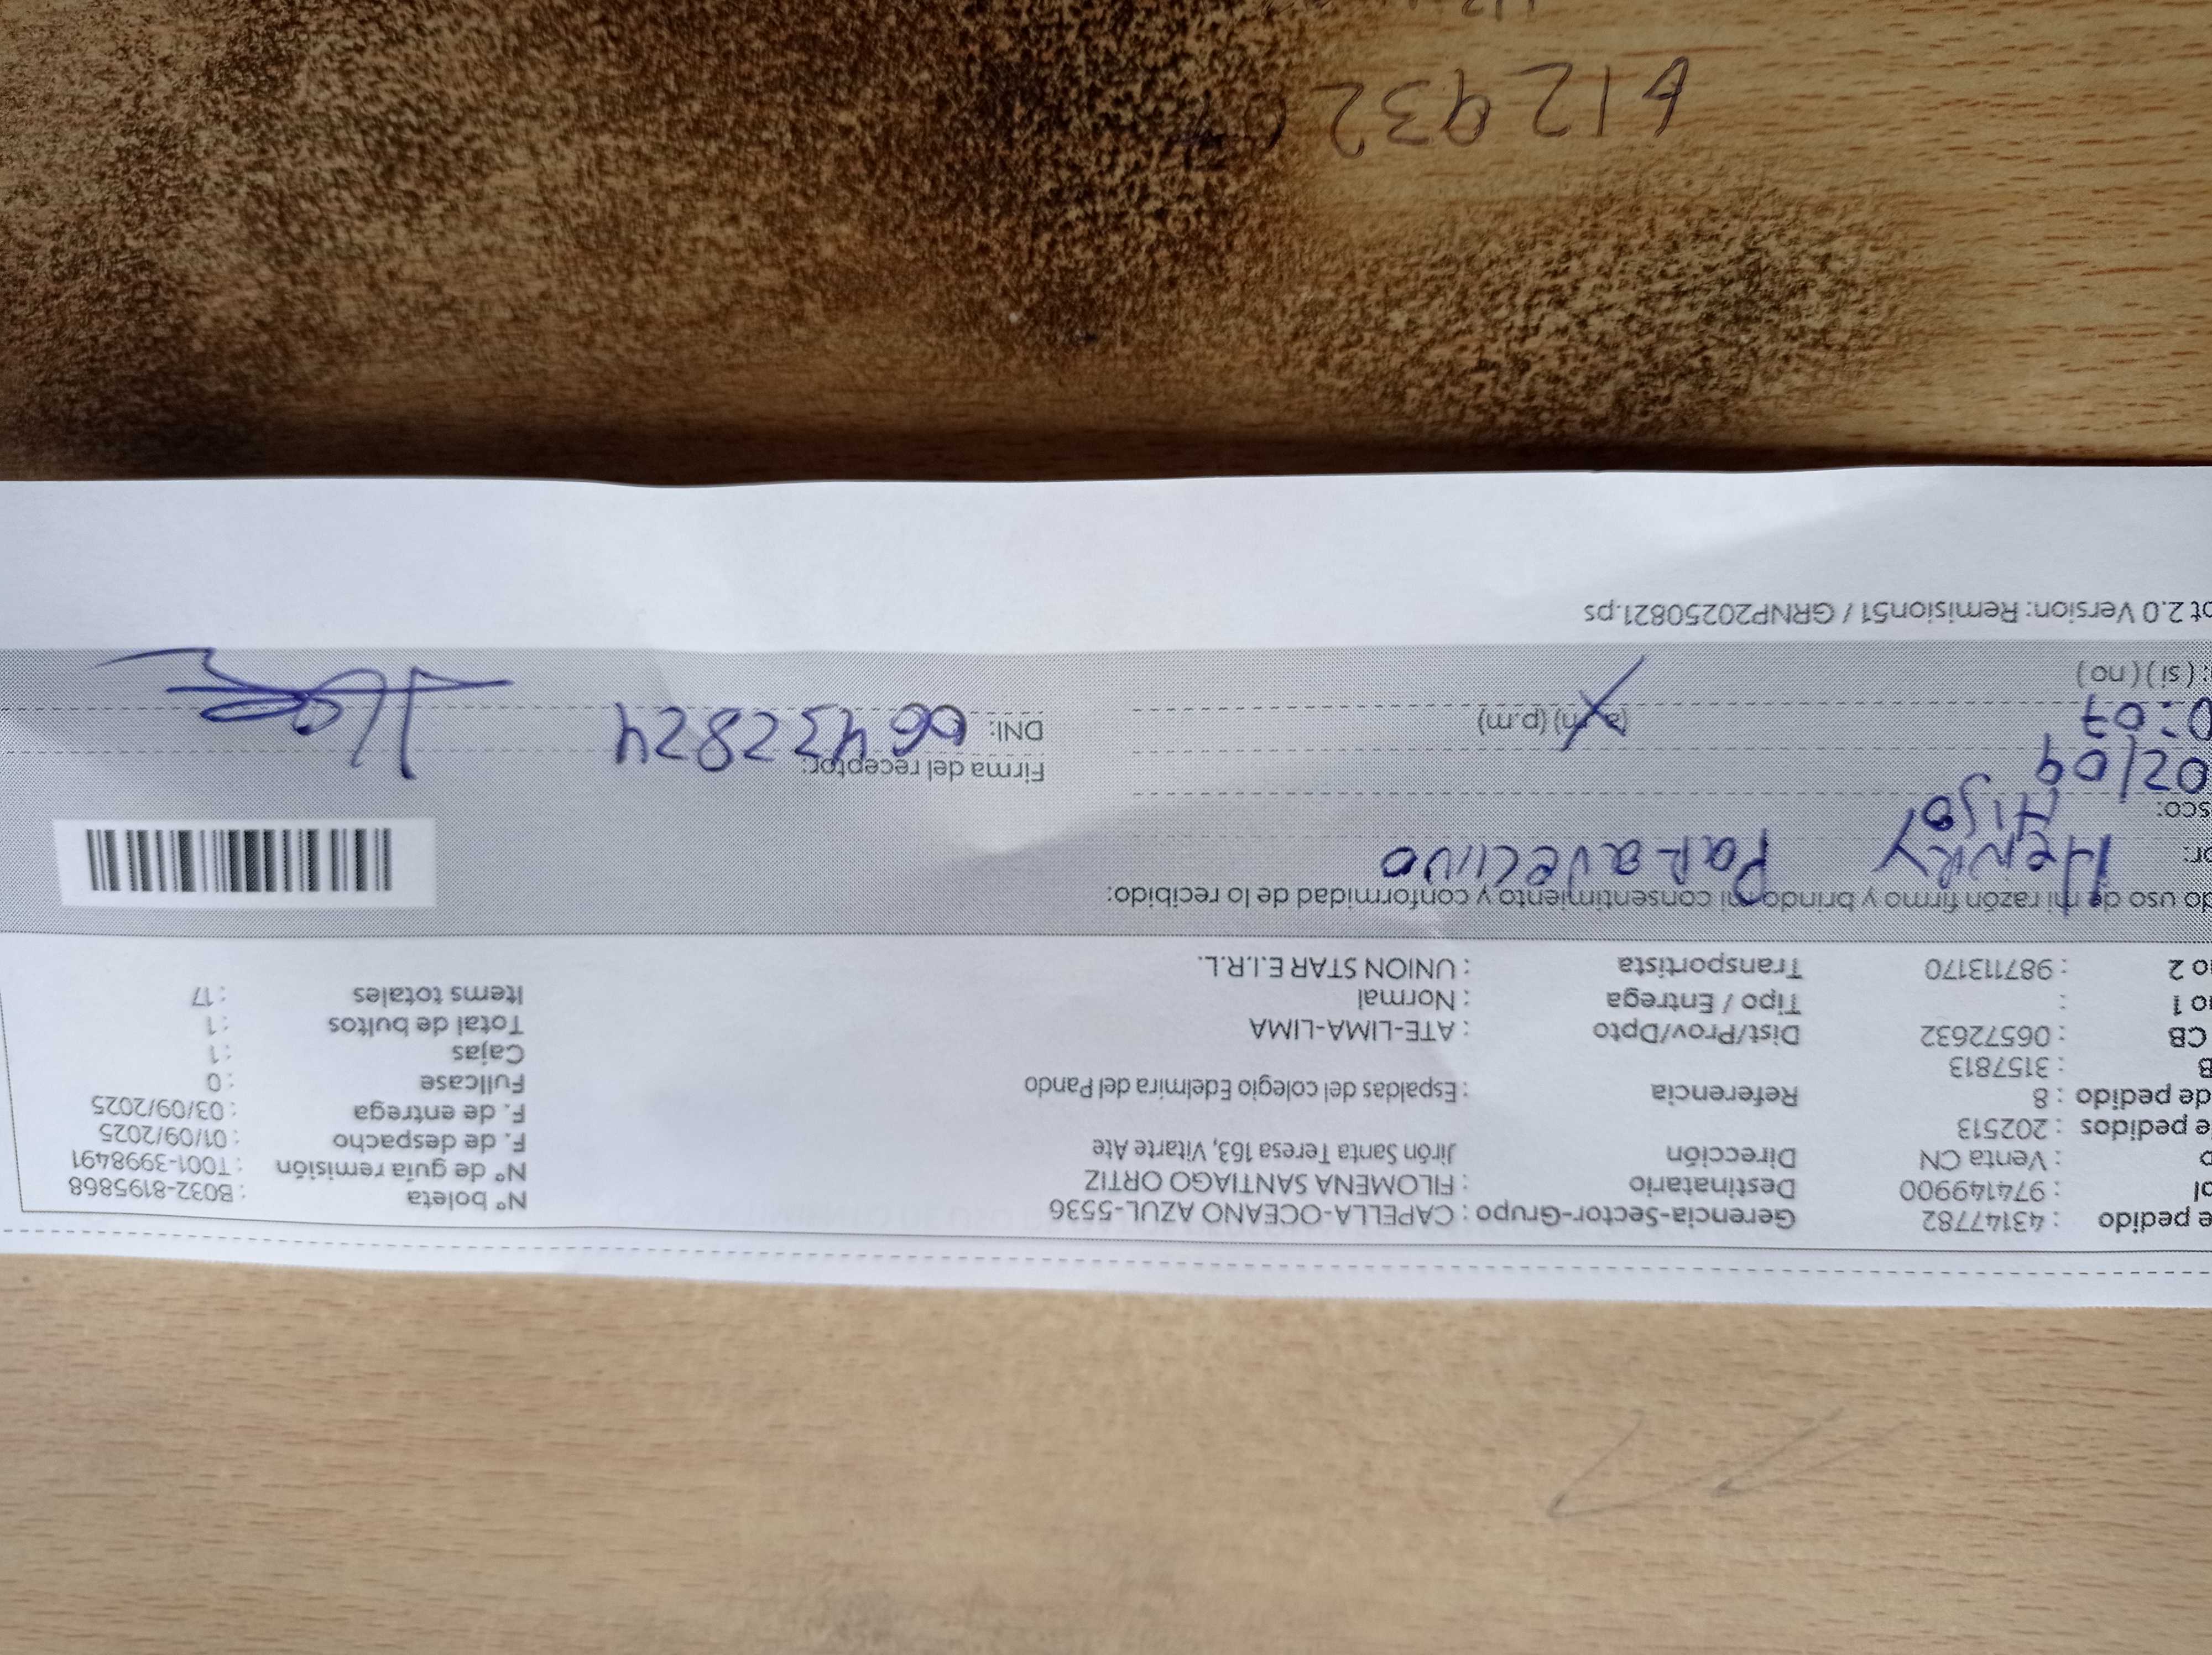 e pedido : 43147782 Gerencia-Sector-Grupo : CAPELLA-OCEANO AZUL-5536 N° boleta : B032-8195868
ol : 974149900 Destinatario : FILOMENA SANTIAGO ORTIZ N° de guía remisión : T001-3998491
o : Venta CN Dirección Jirón Santa Teresa 163, Vitarte Ate F. de despacho : 01/09/2025
e pedidos : 202513 F. de entrega : 03/09/2025
de pedido : 8 Referencia : Espaldas del colegio Edelmira del Pando Fullcase : 0
B : 3157813 Cajas : 1
CB : 06572632 Dist/Prov/Dpto : ATE-LIMA-LIMA Total de bultos : 1
o 1 : Tipo / Entrega : Normal Items totales : 17
o 2 : 987113170 Transportista : UNION STAR E.I.R.L.
do uso de mi razón firmo y brindo mi consentimiento y conformidad de lo recibido:
or: HENRY Paravecino
sco: Hijo
02/09 Firma del receptor:
0:07 (a.m) (p.m) DNI:
: ( si ) ( no )
ot 2.0 Version: Remision51 / GRNP20250821.ps
612932